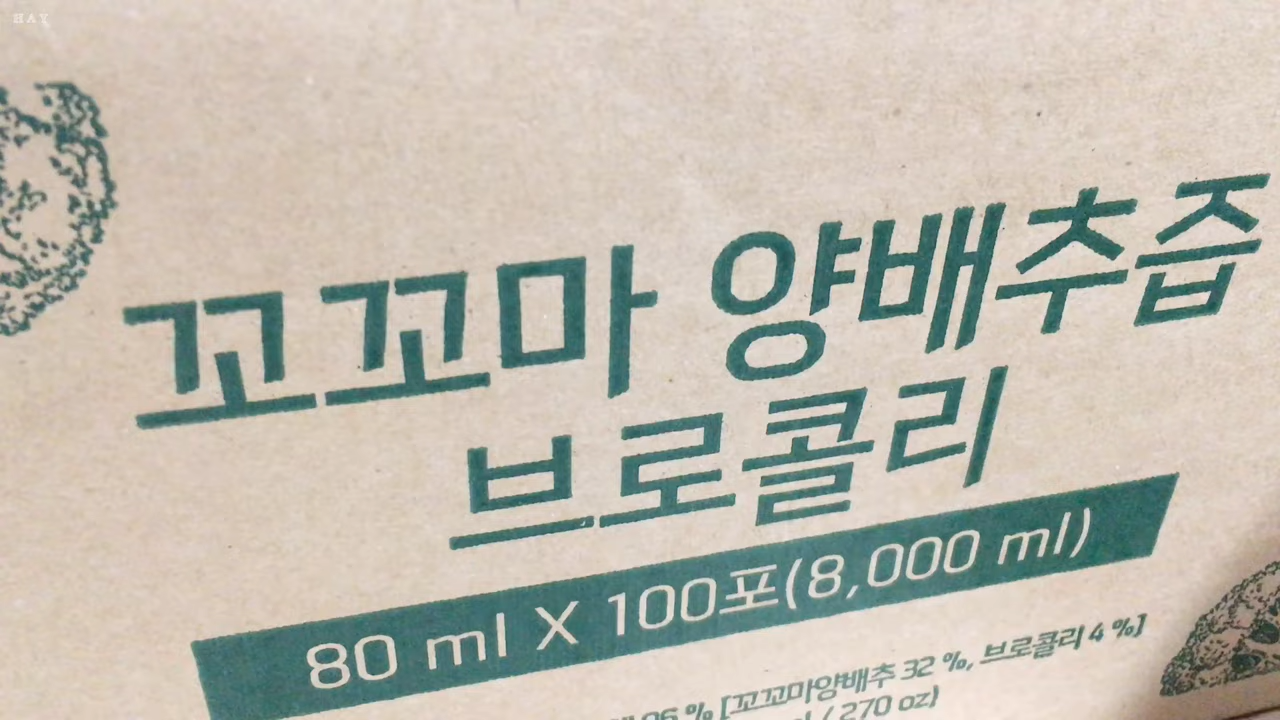 HAY
꼬꼬마 양배추즙
브로콜리
80 ml X 100포(8,000 ml)
% [꼬꼬마양배추 32 %, 브로콜리 4 %]
/ 270 oz)